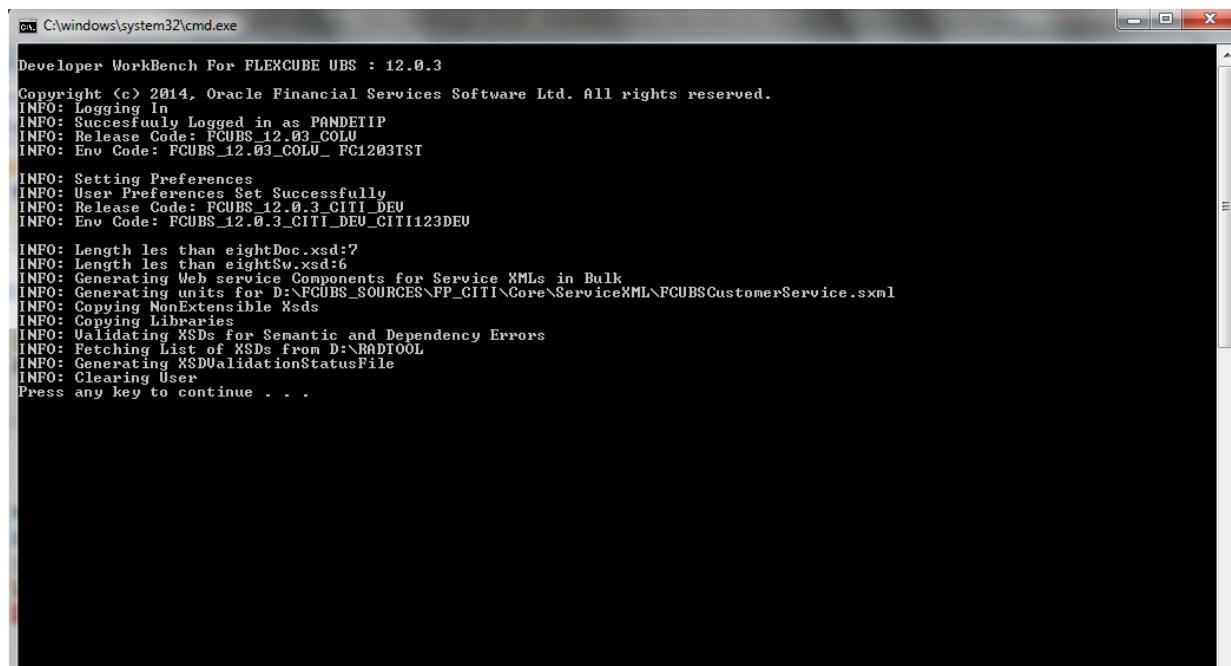 C:\windows\system32\cmd.exe
Developer WorkBench For FLEXCUBE UBS : 12.0.3
Copyright (c) 2014, Oracle Financial Services Software Ltd. All rights reserved.
INFO: Logging In
INFO: Succesfuuly Logged in as PANDETIP
INFO: Release Code: FCUBS_12.03_COLV
INFO: Env Code: FCUBS_12.03_COLV_ FC1203TST
INFO: Setting Preferences
INFO: User Preferences Set Successfully
INFO: Release Code: FCUBS_12.0.3_CITI_DEV
INFO: Env Code: FCUBS_12.0.3_CITI_DEV_CITI123DEV
INFO: Length les than eightDoc.xsd:7
INFO: Length les than eightSw.xsd:6
INFO: Generating Web service Components for Service XMLs in Bulk
INFO: Generating units for D:\FCUBS_SOURCES\FP_CITI\Core\ServiceXML\FCUBSCustomerService.sxml
INFO: Copying NonExtensible Xsds
INFO: Copying Libraries
INFO: Validating XSDs for Semantic and Dependency Errors
INFO: Fetching List of XSDs from D:\RADTOOL
INFO: Generating XSDValidationStatusFile
INFO: Clearing User
Press any key to continue . . .